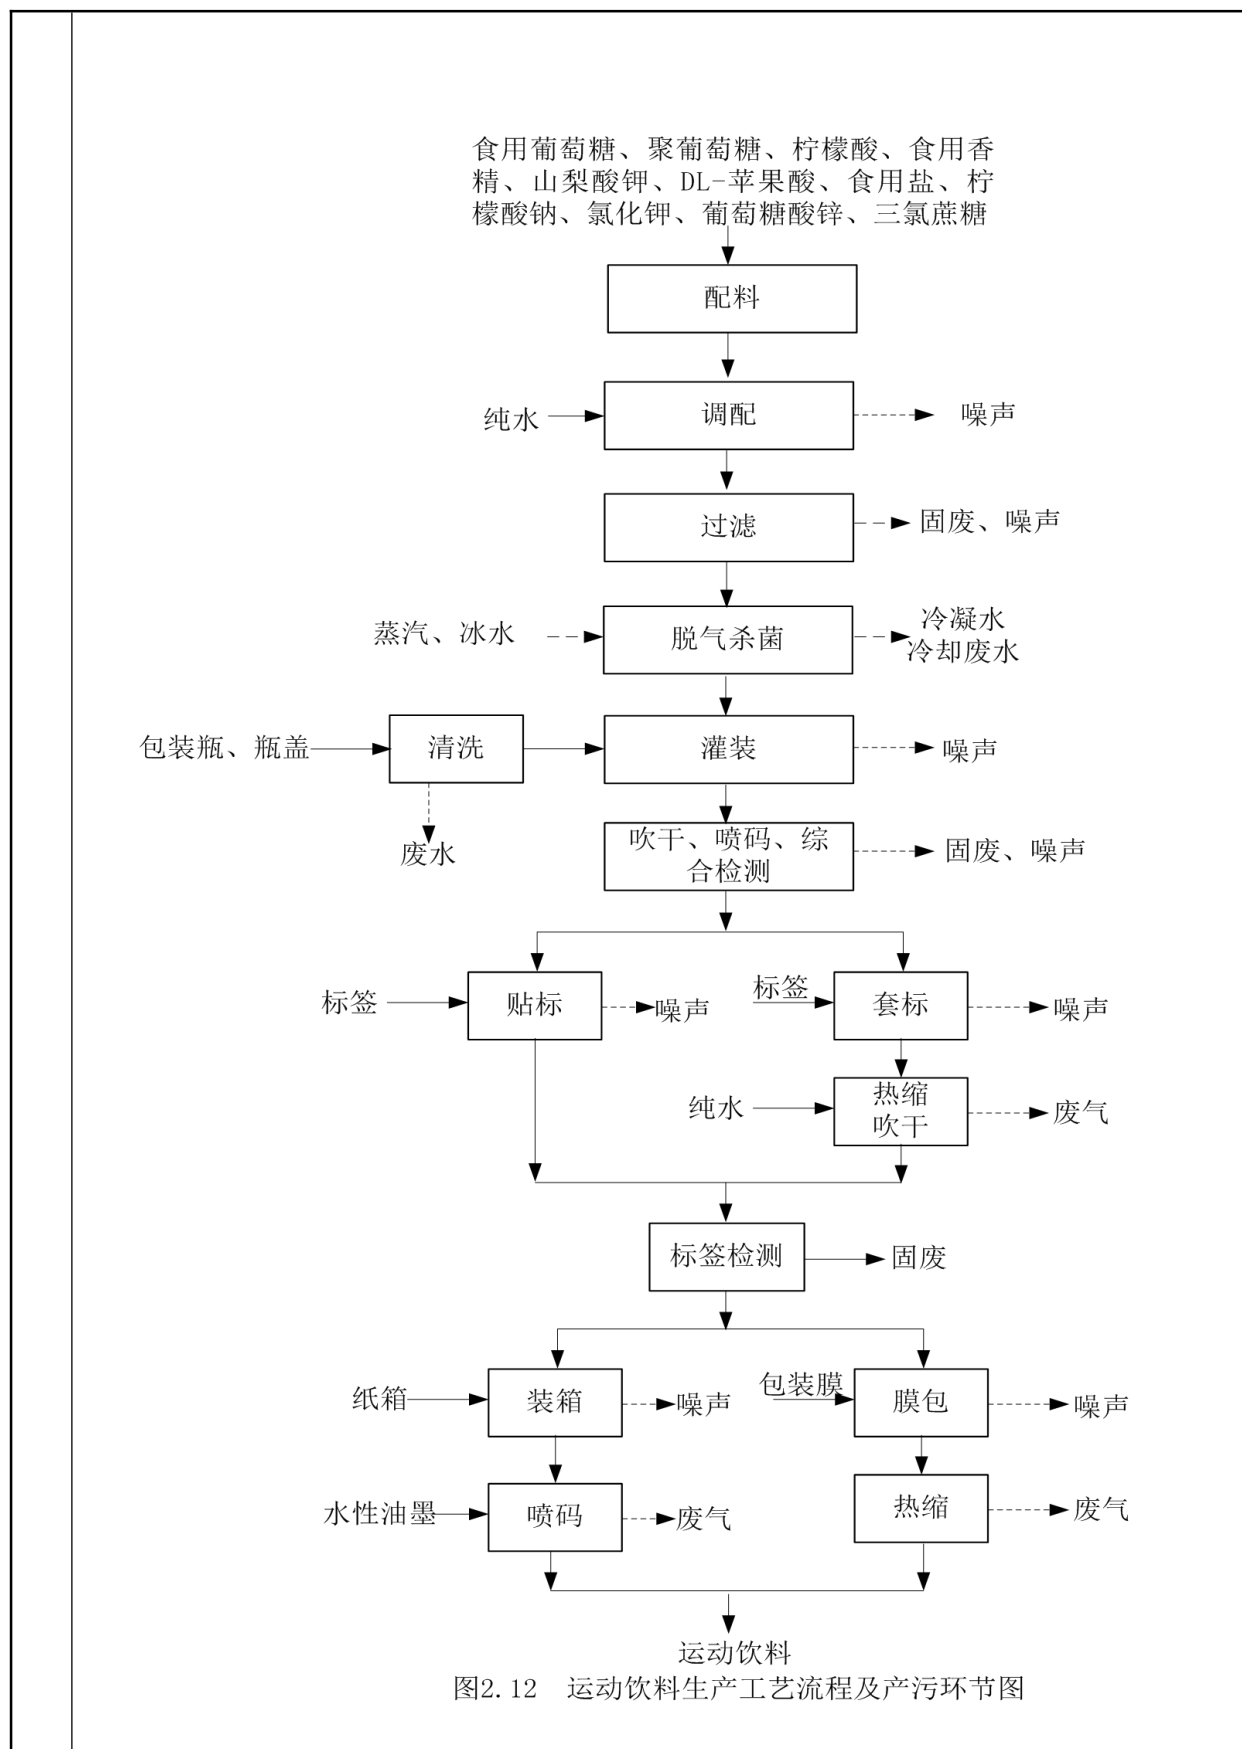 食用葡萄糖、聚葡萄糖、柠檬酸、食用香
精、山梨酸钾、DL-苹果酸、食用盐、柠
檬酸钠、氯化钾、葡萄糖酸锌、三氯蔗糖
配料
纯水
调配
噪声
过滤
固废、噪声
蒸汽、冰水
脱气杀菌
冷凝水
冷却废水
包装瓶、瓶盖
清洗
灌装
噪声
废水
吹干、喷码、综
合检测
固废、噪声
标签
贴标
噪声
标签
套标
噪声
纯水
热缩
吹干
废气
标签检测
固废
纸箱
装箱
噪声
包装膜
膜包
噪声
水性油墨
喷码
废气
热缩
废气
运动饮料
图2.12 运动饮料生产工艺流程及产污环节图